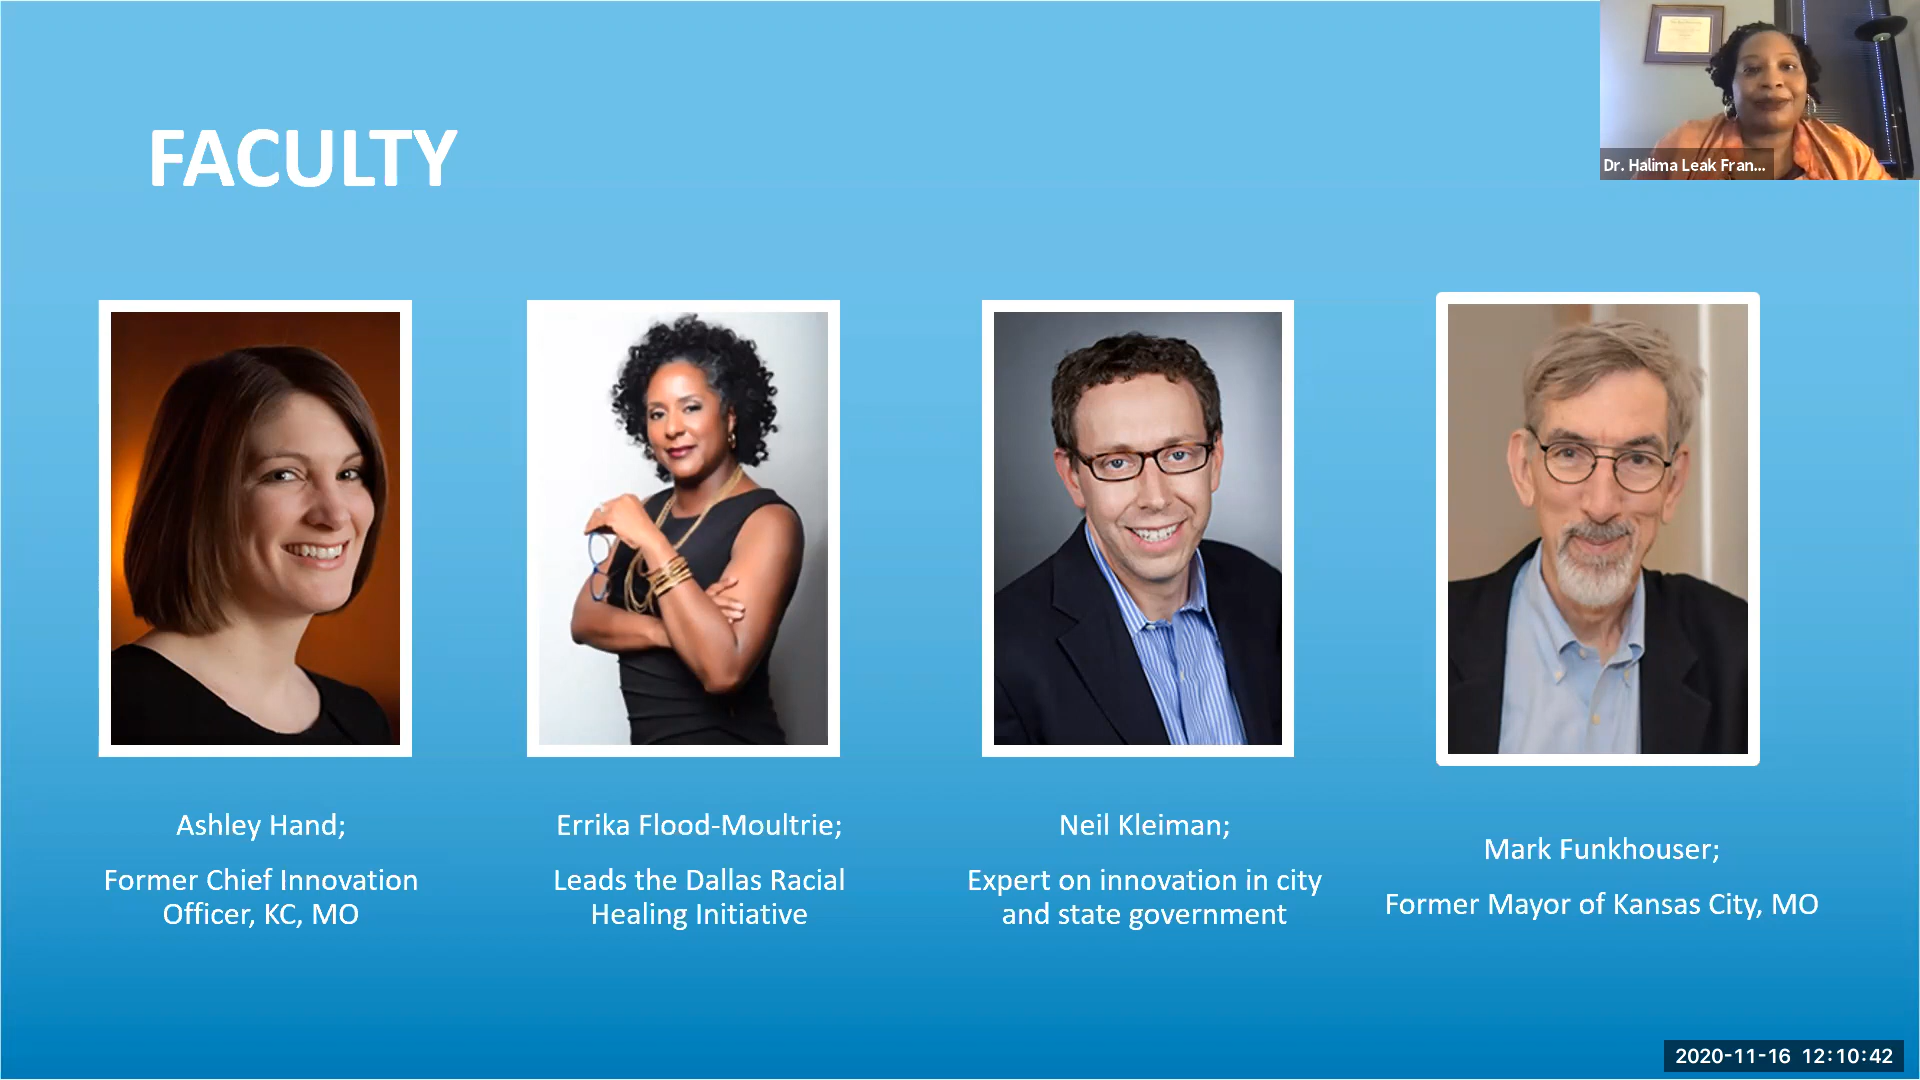 FACULTY
Dr. Halima Leak Fran...
Ashley Hand;
Former Chief Innovation
Officer, KC, MO
Errika Flood-Moultrie;
Leads the Dallas Racial
Healing Initiative
Neil Kleiman;
Expert on innovation in city
and state government
Mark Funkhouser;
Former Mayor of Kansas City, MO
2020-11-16 12:10:42